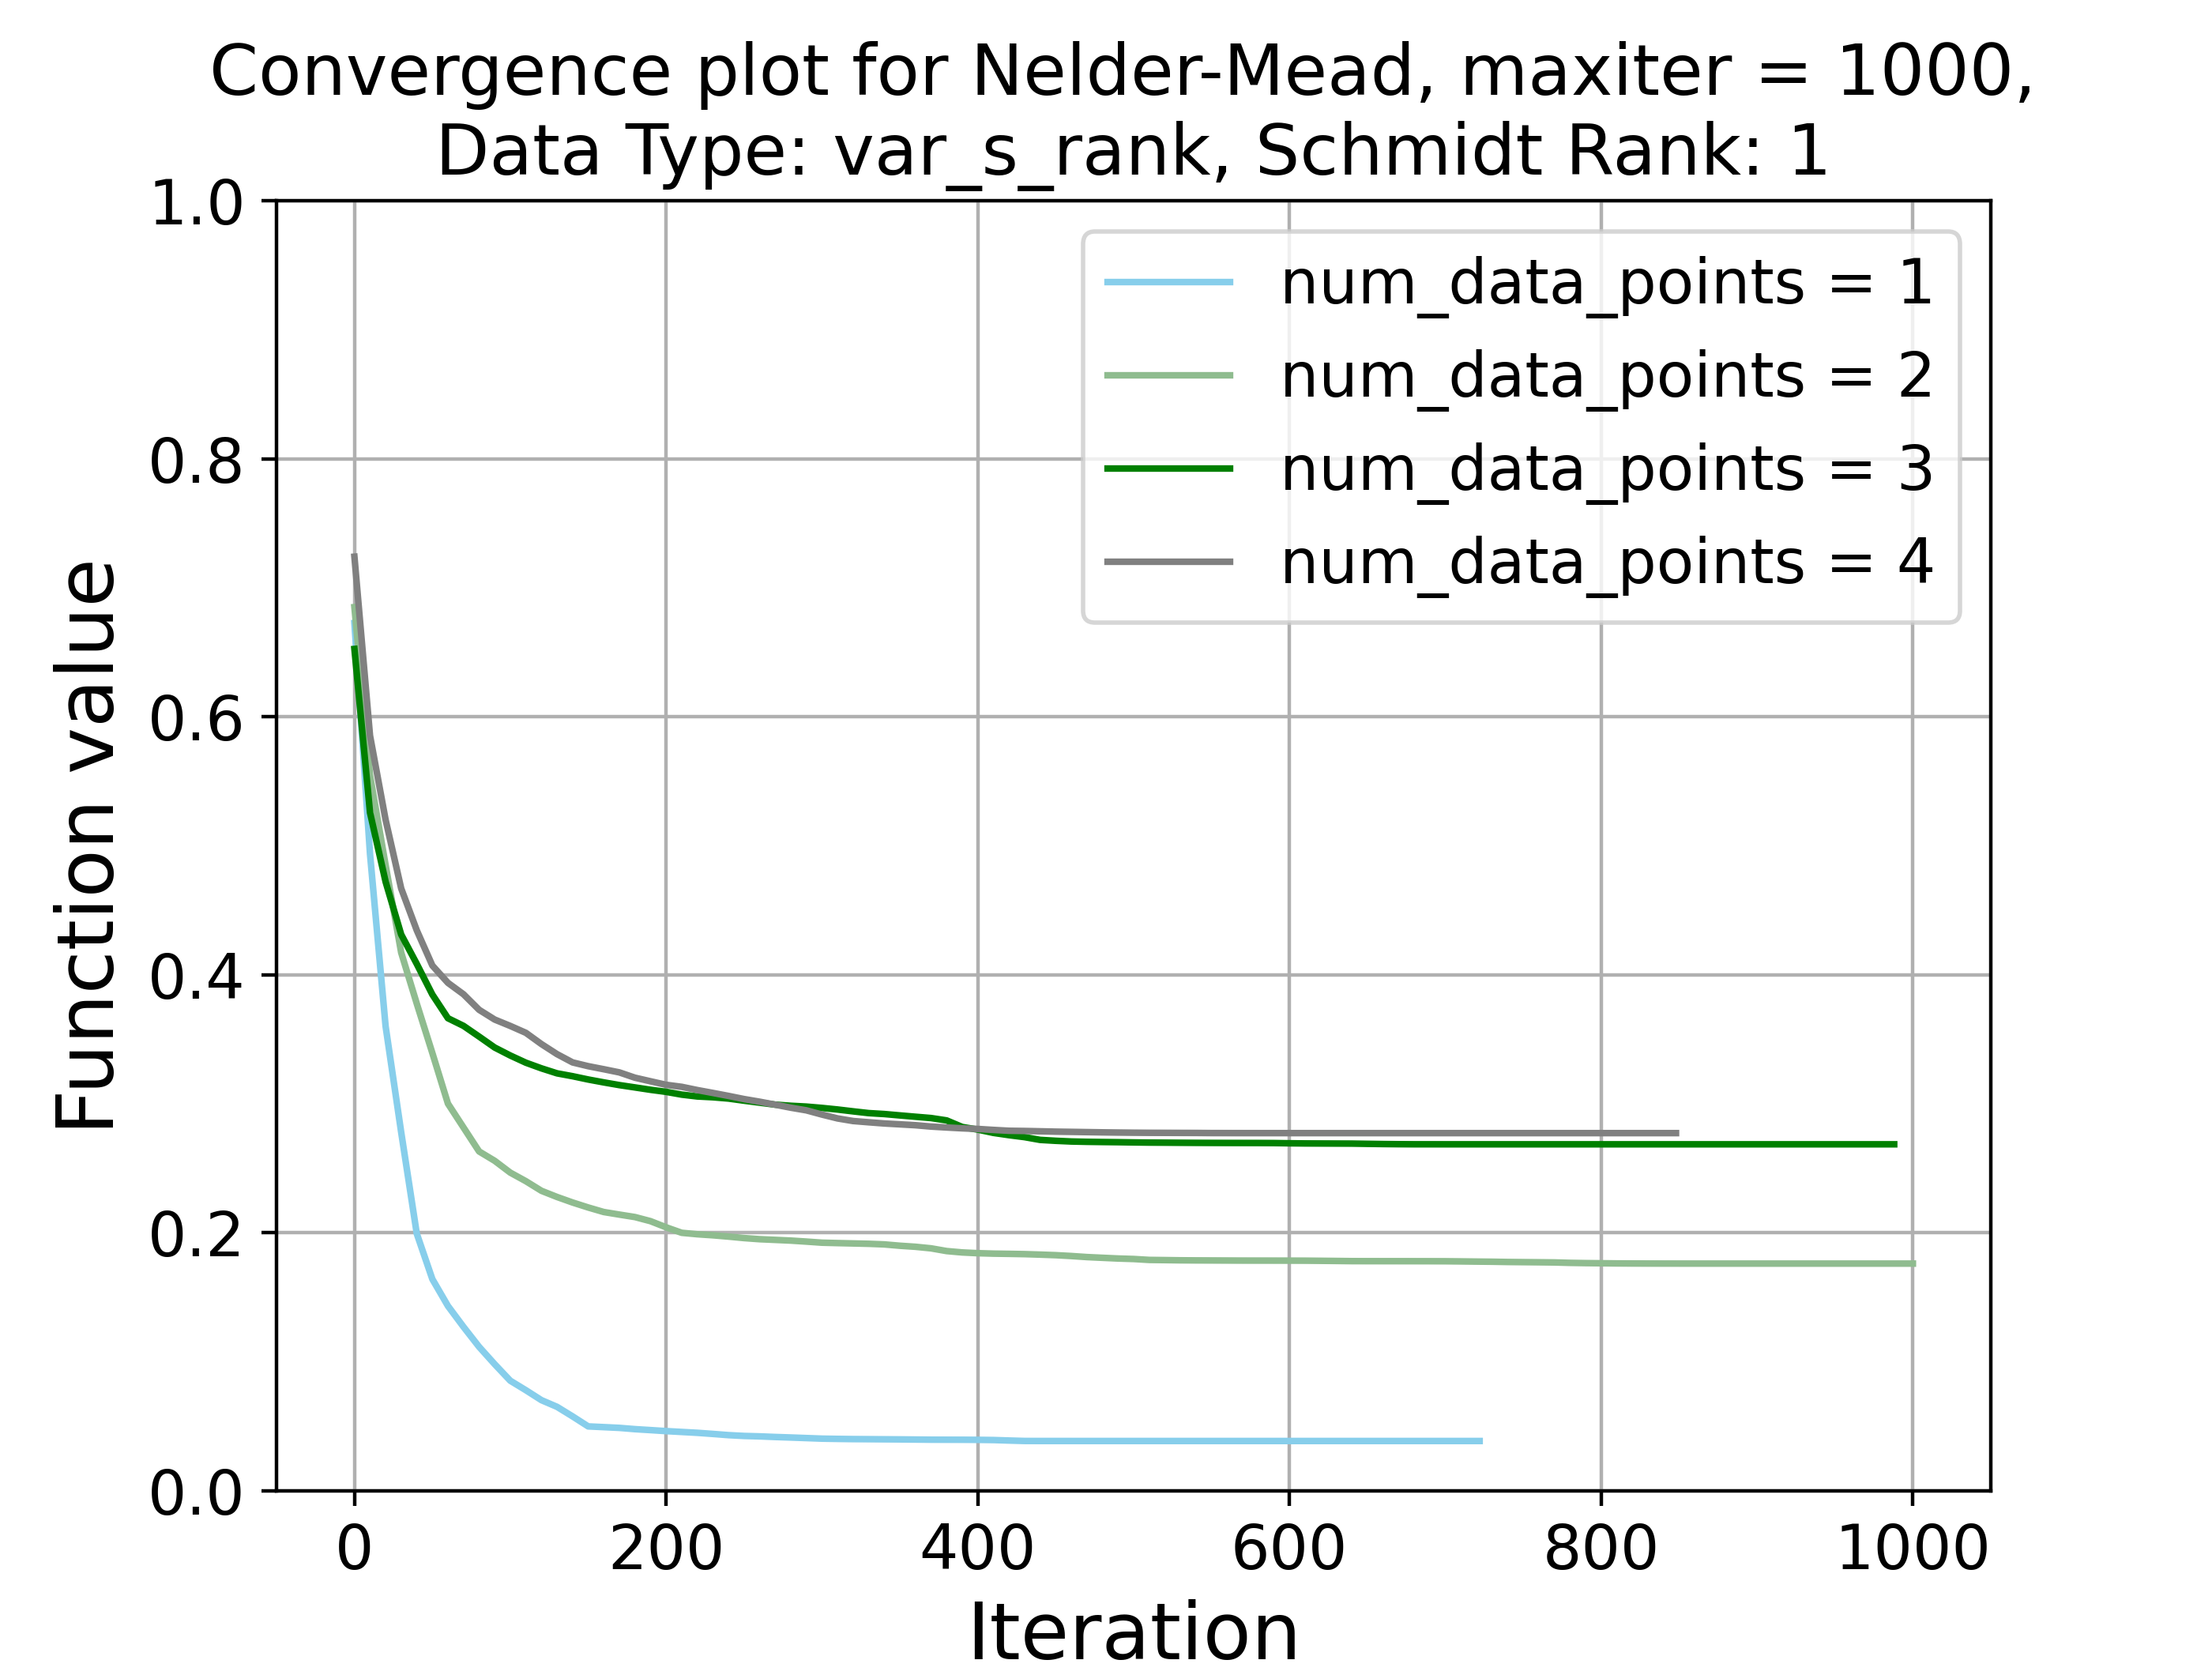 Convergence plot for Nelder-Mead, maxiter = 1000,
Data Type: var_s_rank, Schmidt Rank: 1
1.0
0.8
0.6
0.4
0.2
0.0
Function value
num_data_points = 1
num_data_points = 2
num_data_points = 3
num_data_points = 4
0 200 400 600 800 1000
Iteration